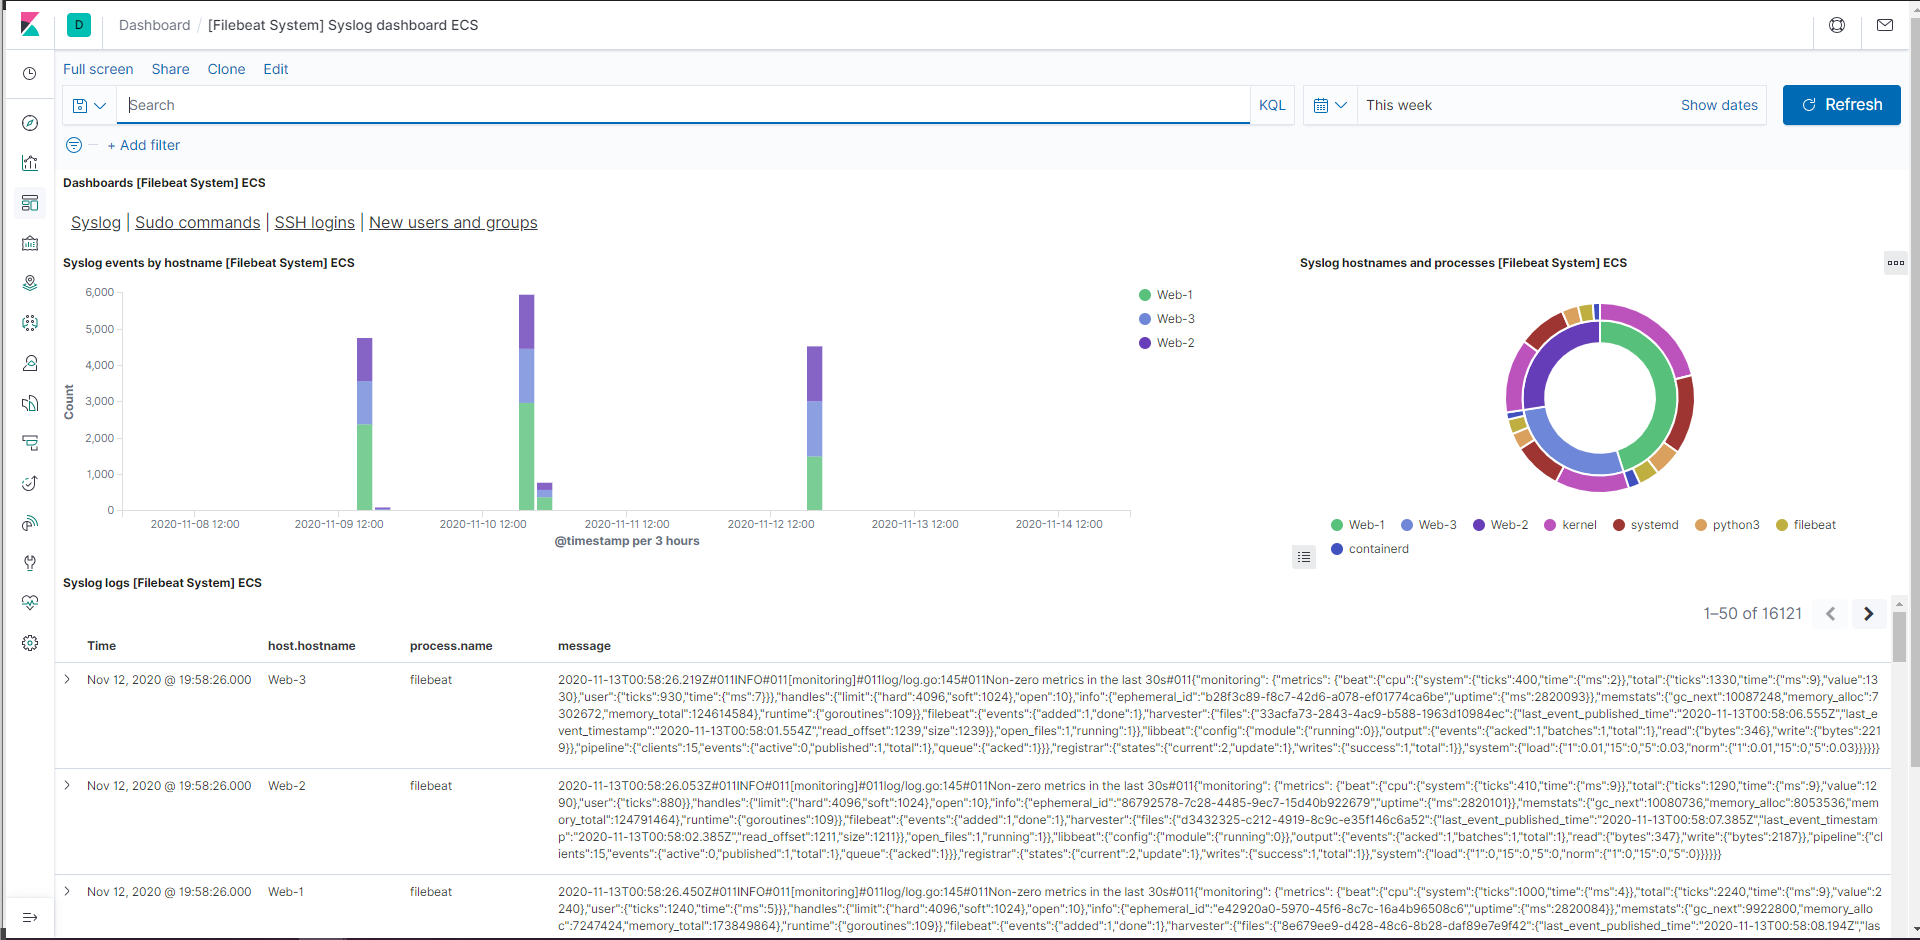 D Dashboard / [Filebeat System] Syslog dashboard ECS
Full screen Share Clone Edit
Search KQL This week Show dates Refresh
+ Add filter
Dashboards [Filebeat System] ECS
Syslog | Sudo commands | SSH logins | New users and groups
Syslog events by hostname [Filebeat System] ECS
6,000
5,000
4,000
3,000
2,000
1,000
0
Count
2020-11-08 12:00 2020-11-09 12:00 2020-11-10 12:00 2020-11-11 12:00 2020-11-12 12:00 2020-11-13 12:00 2020-11-14 12:00
@timestamp per 3 hours
Web-1
Web-3
Web-2
Syslog hostnames and processes [Filebeat System] ECS
Web-1 Web-3 Web-2 kernel systemd python3 filebeat
containerd
Syslog logs [Filebeat System] ECS
1–50 of 16121
Time host.hostname process.name message
Nov 12, 2020 @ 19:58:26.000 Web-3 filebeat 2020-11-13T00:58:26.219Z#011INFO#011[monitoring]#011log/log.go:145#011Non-zero metrics in the last 30s#011{"monitoring": {"metrics": {"beat":{"cpu":{"system":{"ticks":400,"time":{"ms":2}},"total":{"ticks":1330,"time":{"ms":9},"value":13
30},"user":{"ticks":930,"time":{"ms":7}}},"handles":{"limit":{"hard":4096,"soft":1024},"open":10},"info":{"ephemeral_id":"b28f3c89-f8c7-42d6-a078-ef01774ca6be","uptime":{"ms":2820093}},"memstats":{"gc_next":10087248,"memory_alloc":7
302672,"memory_total":124614584},"runtime":{"goroutines":109}},"filebeat":{"events":{"added":1,"done":1},"harvester":{"files":{"33acfa73-2843-4ac9-b588-1963d10984ec":{"last_event_published_time":"2020-11-13T00:58:06.555Z","last_ev
ent_timestamp":"2020-11-13T00:58:01.554Z","read_offset":1239,"size":1239}},"open_files":1,"running":1}},"libbeat":{"config":{"module":{"running":0}},"output":{"events":{"acked":1,"batches":1,"total":1},"read":{"bytes":346},"write":{"bytes":221
9}},"pipeline":{"clients":15,"events":{"active":0,"published":1,"total":1},"queue":{"acked":1}}},"registrar":{"states":{"current":2,"update":1},"writes":{"success":1,"total":1}},"system":{"load":{"1":0.01,"15":0,"5":0.03,"norm":{"1":0.01,"15":0,"5":0.03}}}}}}
Nov 12, 2020 @ 19:58:26.000 Web-2 filebeat 2020-11-13T00:58:26.053Z#011INFO#011[monitoring]#011log/log.go:145#011Non-zero metrics in the last 30s#011{"monitoring": {"metrics": {"beat":{"cpu":{"system":{"ticks":410,"time":{"ms":9}},"total":{"ticks":1290,"time":{"ms":9},"value":12
90},"user":{"ticks":880}},"handles":{"limit":{"hard":4096,"soft":1024},"open":10},"info":{"ephemeral_id":"86792578-7c28-4485-9ec7-15d40b922679","uptime":{"ms":2820101}},"memstats":{"gc_next":10080736,"memory_alloc":8053536,"mem
ory_total":124791464},"runtime":{"goroutines":109}},"filebeat":{"events":{"added":1,"done":1},"harvester":{"files":{"d3432325-c212-4919-8c9c-e35f146c6a52":{"last_event_published_time":"2020-11-13T00:58:07.385Z","last_event_timestam
p":"2020-11-13T00:58:02.385Z","read_offset":1211,"size":1211}},"open_files":1,"running":1}},"libbeat":{"config":{"module":{"running":0}},"output":{"events":{"acked":1,"batches":1,"total":1},"read":{"bytes":347},"write":{"bytes":2187}},"pipeline":{"cl
ients":15,"events":{"active":0,"published":1,"total":1},"queue":{"acked":1}}},"registrar":{"states":{"current":2,"update":1},"writes":{"success":1,"total":1}},"system":{"load":{"1":0,"15":0,"5":0,"norm":{"1":0,"15":0,"5":0}}}}}}
Nov 12, 2020 @ 19:58:26.000 Web-1 filebeat 2020-11-13T00:58:26.450Z#011INFO#011[monitoring]#011log/log.go:145#011Non-zero metrics in the last 30s#011{"monitoring": {"metrics": {"beat":{"cpu":{"system":{"ticks":1000,"time":{"ms":4}},"total":{"ticks":2240,"time":{"ms":9},"value":2
240},"user":{"ticks":1240,"time":{"ms":5}}},"handles":{"limit":{"hard":4096,"soft":1024},"open":10},"info":{"ephemeral_id":"e42920a0-5970-45f6-8c7c-16a4b96508c6","uptime":{"ms":2820084}},"memstats":{"gc_next":9922800,"memory_allo
c":7247424,"memory_total":173849864},"runtime":{"goroutines":109}},"filebeat":{"events":{"added":1,"done":1},"harvester":{"files":{"8e679ee9-d428-48c6-8b28-daf89e7e9f42":{"last_event_published_time":"2020-11-13T00:58:08.194Z","las